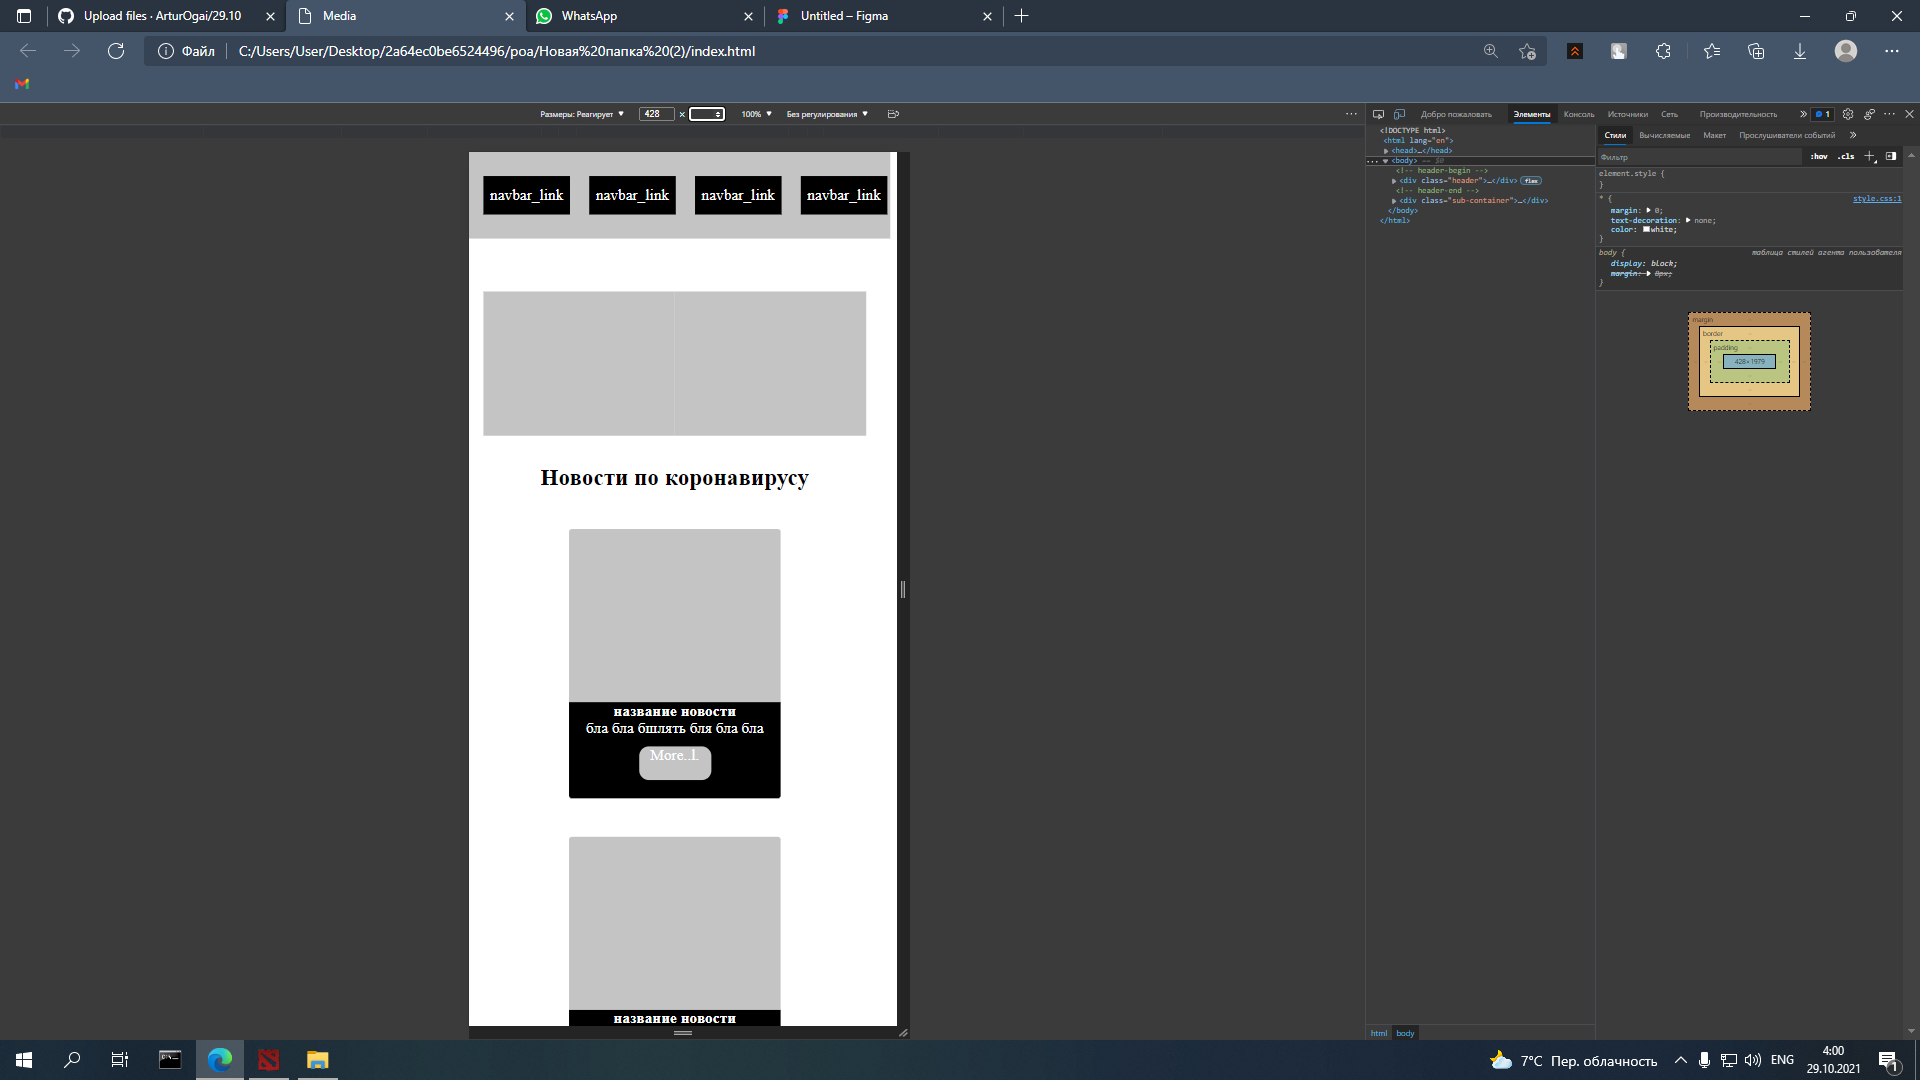 Upload files · ArturOgai/29.10
Media
WhatsApp
Untitled – Figma
Файл
C:/Users/User/Desktop/2a64ec0be6524496/poa/Новая%20папка%20(2)/index.html
Размеры: Реагирует
428
×
100%
Без регулирования
Добро пожаловать
Элементы
Консоль
Источники
Сеть
Производительность
1
<!DOCTYPE html>
<html lang="en">
<head>…</head>
<body> == $0
<!-- header-begin -->
<div class="header">…</div>
flex
<!-- header-end -->
<div class="sub-container">…</div>
</body>
</html>
Стили
Вычисляемые
Макет
Прослушиватели событий
Фильтр
:hov
.cls
element.style {
}
* {
style.css:1
margin: 0;
text-decoration: none;
color: white;
}
body {
таблица стилей агента пользователя
display: block;
margin: 8px;
}
margin
border
padding
428×1979
navbar_link
navbar_link
navbar_link
navbar_link
Новости по коронавирусу
название новости
бла бла бшлять бля бла бла
More..l.
название новости
html
body
7°C Пер. облачность
ENG
4:00
29.10.2021
1